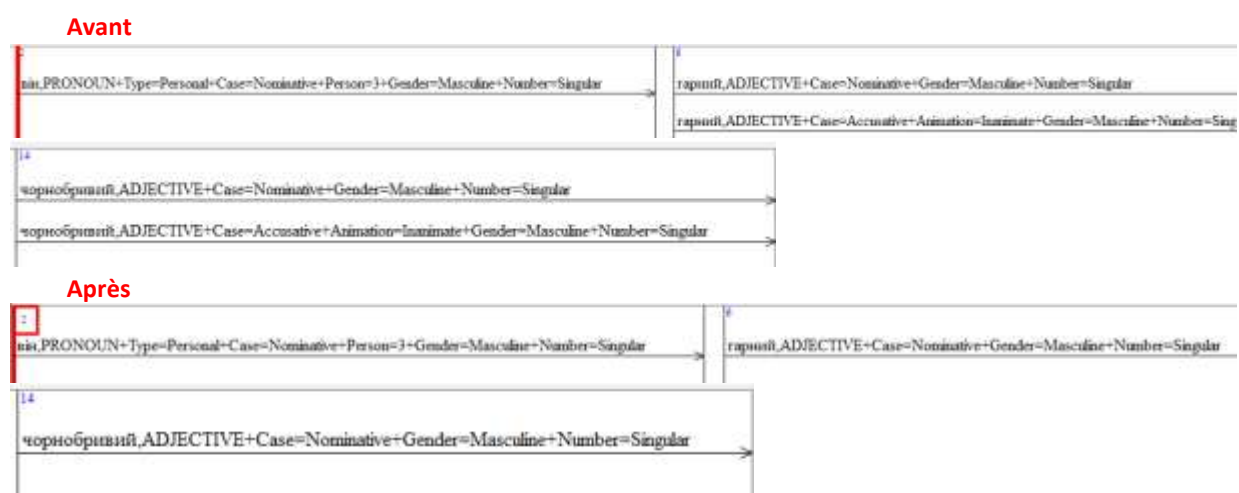 Avant
2 6
він,PRONOUN+Type=Personal+Case=Nominative+Person=3+Gender=Masculine+Number=Singular гарний,ADJECTIVE+Case=Nominative+Gender=Masculine+Number=Singular
гарний,ADJECTIVE+Case=Accusative+Animation=Inanimate+Gender=Masculine+Number=Sing
14
чорнобривий,ADJECTIVE+Case=Nominative+Gender=Masculine+Number=Singular
чорнобривий,ADJECTIVE+Case=Accusative+Animation=Inanimate+Gender=Masculine+Number=Singular
Après
2 6
він,PRONOUN+Type=Personal+Case=Nominative+Person=3+Gender=Masculine+Number=Singular гарний,ADJECTIVE+Case=Nominative+Gender=Masculine+Number=Singular
14
чорнобривий,ADJECTIVE+Case=Nominative+Gender=Masculine+Number=Singular